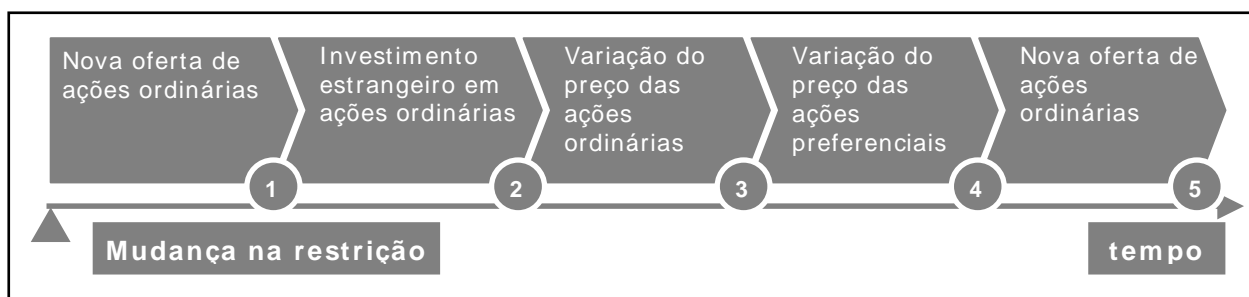 Nova oferta de
ações ordinárias
Investimento
estrangeiro em
ações ordinárias
Variação do
preço das
ações
ordinárias
Variação do
preço das
ações
preferenciais
Nova oferta de
ações
ordinárias
1
2
3
4
5
Mudança na restrição
tempo